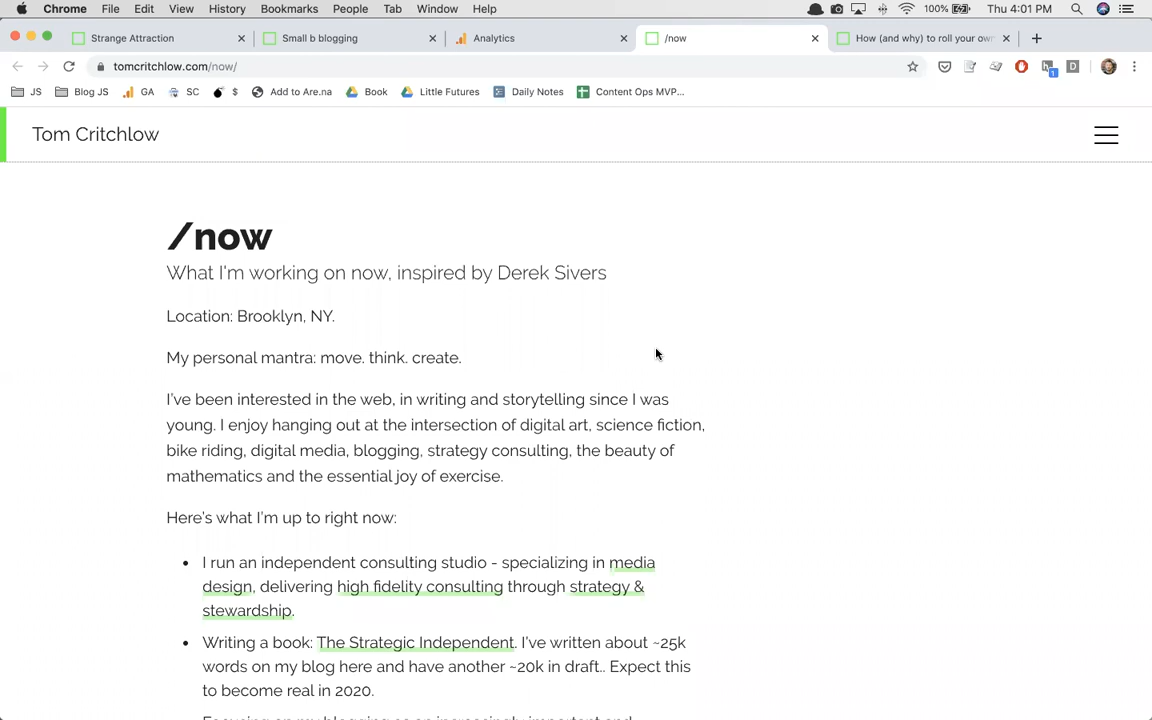 Chrome File Edit View History Bookmarks People Tab Window Help 100% Thu 4:01 PM
Strange Attraction Small b blogging Analytics /now How (and why) to roll your own
tomcritchlow.com/now/
JS Blog JS GA SC $ Add to Are.na Book Little Futures Daily Notes Content Ops MVP...
Tom Critchlow
/now
What I'm working on now, inspired by Derek Sivers
Location: Brooklyn, NY.
My personal mantra: move. think. create.
I've been interested in the web, in writing and storytelling since I was
young. I enjoy hanging out at the intersection of digital art, science fiction,
bike riding, digital media, blogging, strategy consulting, the beauty of
mathematics and the essential joy of exercise.
Here's what I'm up to right now:
• I run an independent consulting studio - specializing in media
design, delivering high fidelity consulting through strategy &
stewardship.
• Writing a book: The Strategic Independent. I've written about ~25k
words on my blog here and have another ~20k in draft.. Expect this
to become real in 2020.